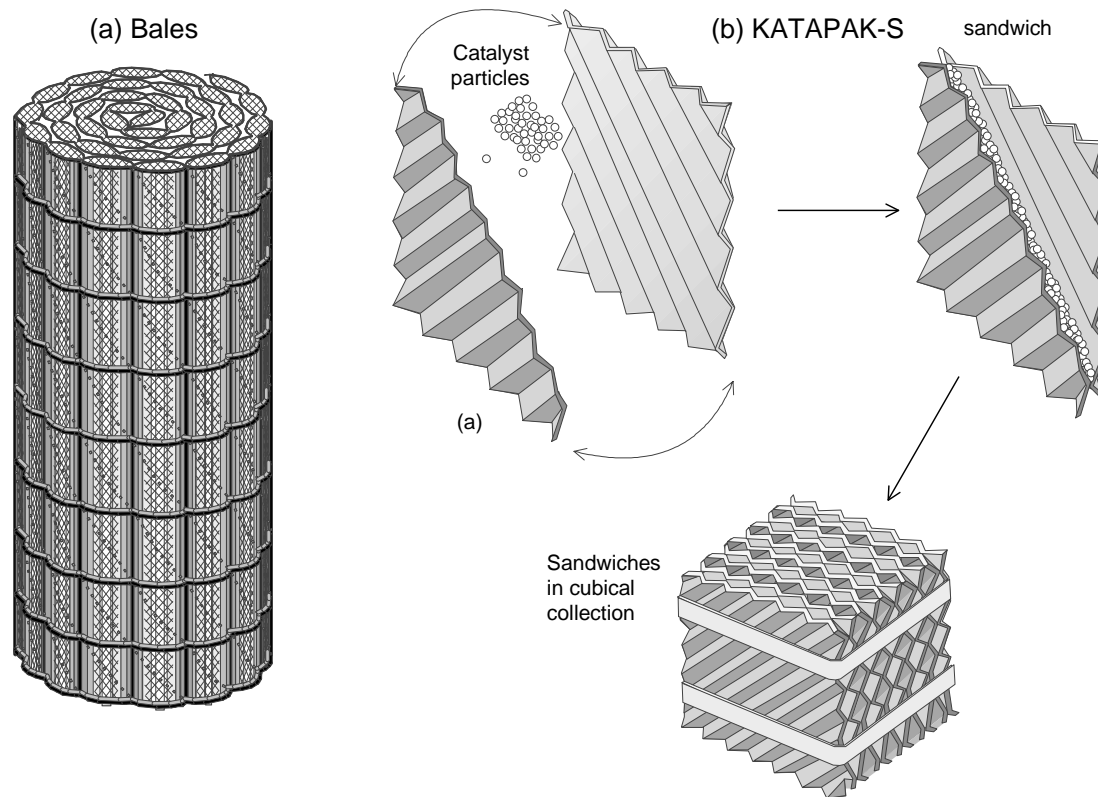 (a) Bales
(b) KATAPAK-S
sandwich
Catalyst
particles
(a)
Sandwiches
in cubical
collection